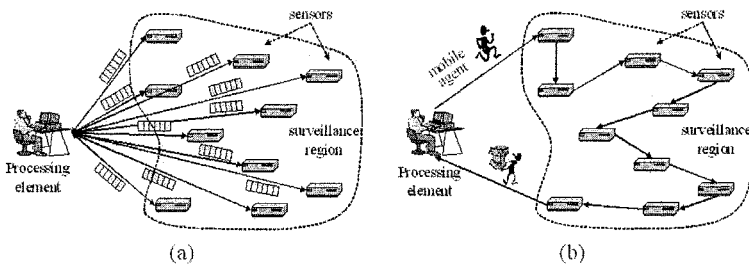 sensors
surveillance
region
Processing
element
(a)
sensors
mobile
agent
surveillance
region
Processing
element
(b)